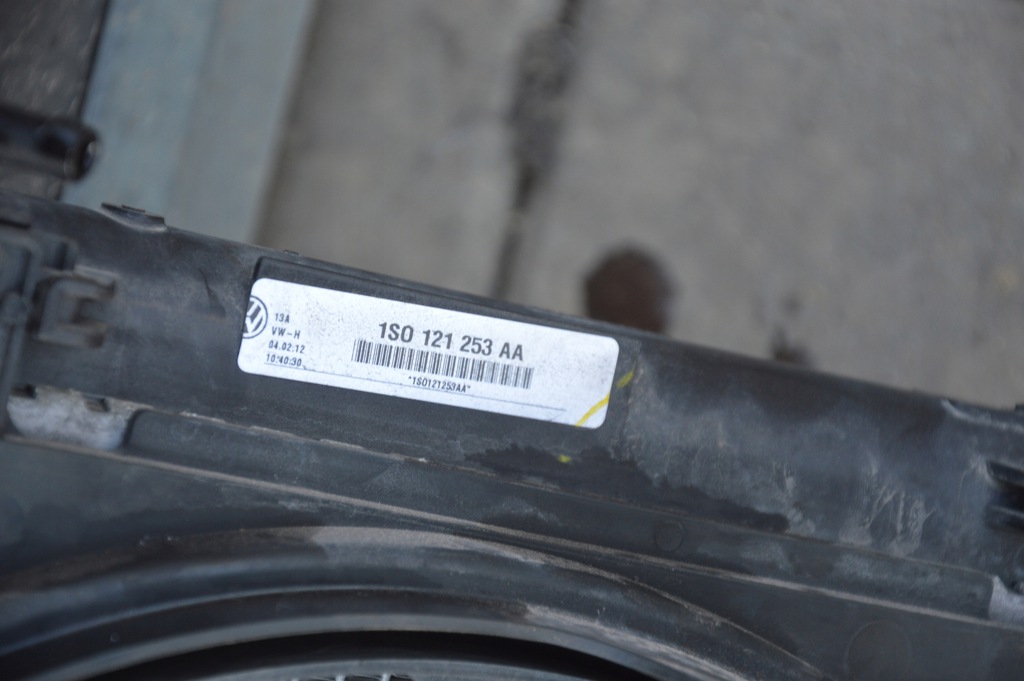 13A
VW-H
04.02.12
10:40:30
1S0 121 253 AA
*1S0121253AA*